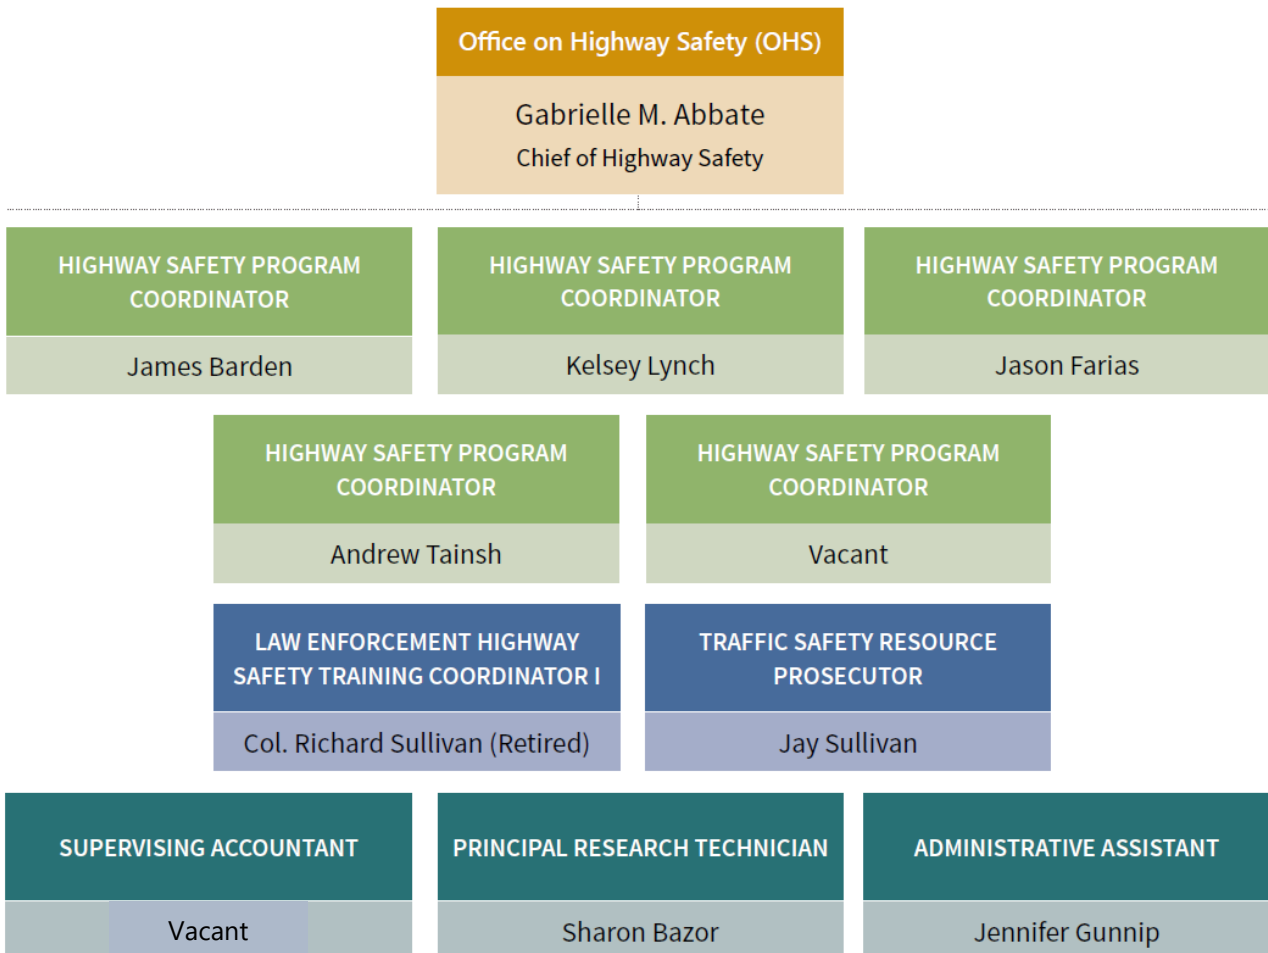 Office on Highway Safety (OHS)
Gabrielle M. Abbate
Chief of Highway Safety
HIGHWAY SAFETY PROGRAM
COORDINATOR
James Barden
HIGHWAY SAFETY PROGRAM
COORDINATOR
Kelsey Lynch
HIGHWAY SAFETY PROGRAM
COORDINATOR
Jason Farias
HIGHWAY SAFETY PROGRAM
COORDINATOR
Andrew Tainsh
HIGHWAY SAFETY PROGRAM
COORDINATOR
Vacant
LAW ENFORCEMENT HIGHWAY
SAFETY TRAINING COORDINATOR I
Col. Richard Sullivan (Retired)
TRAFFIC SAFETY RESOURCE
PROSECUTOR
Jay Sullivan
SUPERVISING ACCOUNTANT
Vacant
PRINCIPAL RESEARCH TECHNICIAN
Sharon Bazor
ADMINISTRATIVE ASSISTANT
Jennifer Gunnip